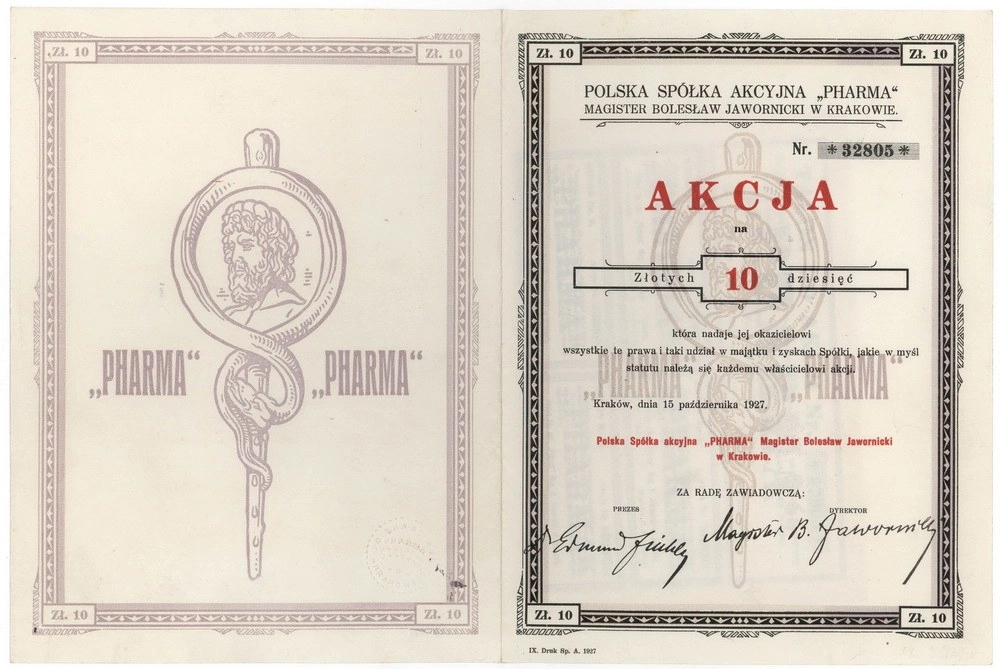 Zł. 10
Zł. 10
„PHARMA“
„PHARMA“
Zł. 10
Zł. 10
Zł. 10
Zł. 10
POLSKA SPÓŁKA AKCYJNA „PHARMA“
MAGISTER BOLESŁAW JAWORNICKI W KRAKOWIE.
Nr. *32805*
AKCJA
na
Złotych 10 dziesięć
która nadaje jej okazicielowi
wszystkie te prawa i taki udział w majątku i zyskach Spółki, jakie w myśl
statutu należą się każdemu właścicielowi akcji.
„PHARMA“
„PHARMA“
Kraków, dnia 15 października 1927.
Polska Spółka akcyjna „PHARMA“ Magister Bolesław Jawornicki
w Krakowie.
ZA RADĘ ZAWIADOWCZĄ:
PREZES
DYREKTOR
Edmund
Magister B. Jawornicki
Zł. 10
Zł. 10
IX. Druk Sp. A. 1927